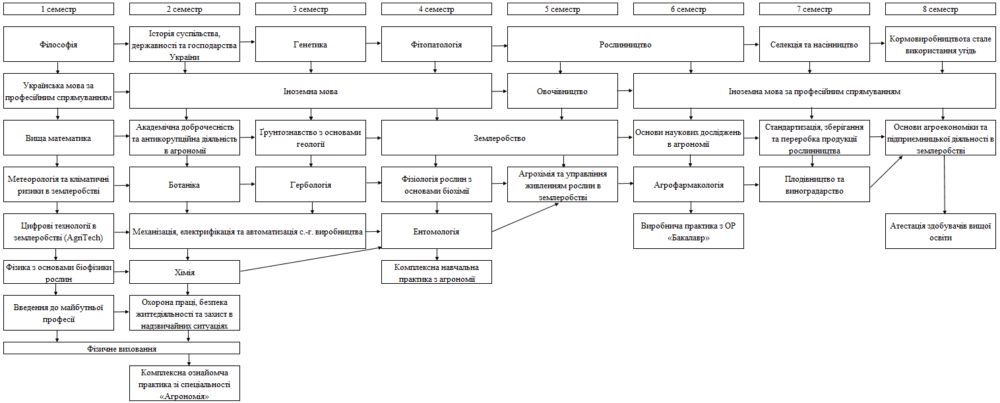 1 семестр
2 семестр
3 семестр
4 семестр
5 семестр
6 семестр
7 семестр
8 семестр
Філософія
Історія суспільства,
державності та господарства
України
Генетика
Фітопатологія
Рослинництво
Селекція та насінництво
Кормовиробництвота стале
використання угідь
Українська мова за
професійним спрямуванням
Іноземна мова
Овочівництво
Іноземна мова за професійним спрямуванням
Вища математика
Академічна доброчесність
та антикорупційна діяльність
в агрономії
Ґрунтознавство з основами
геології
Землеробство
Основи наукових досліджень
в агрономії
Стандартизація, зберігання
та переробка продукції
рослинництва
Основи агроекономіки та
підприємницької діяльності в
землеробстві
Метеорологія та кліматичні
ризики в землеробстві
Ботаніка
Гербологія
Фізіологія рослин з
основами біохімії
Агрохімія та управління
живленням рослин в
землеробстві
Агрофармакологія
Плодівництво та
виноградарство
Цифрові технології в
землеробстві (AgriTech)
Механізація, електрифікація та автоматизація с.-г. виробництва
Ентомологія
Виробнича практика з ОР
«Бакалавр»
Атестація здобувачів вищої
освіти
Фізика з основами біофізики
рослин
Хімія
Комплексна навчальна
практика з агрономії
Введення до майбутньої
професії
Охорона праці, безпека
життєдіяльності та захист в
надзвичайних ситуаціях
Фізичне виховання
Комплексна ознайомча
практика зі спеціальності
«Агрономія»